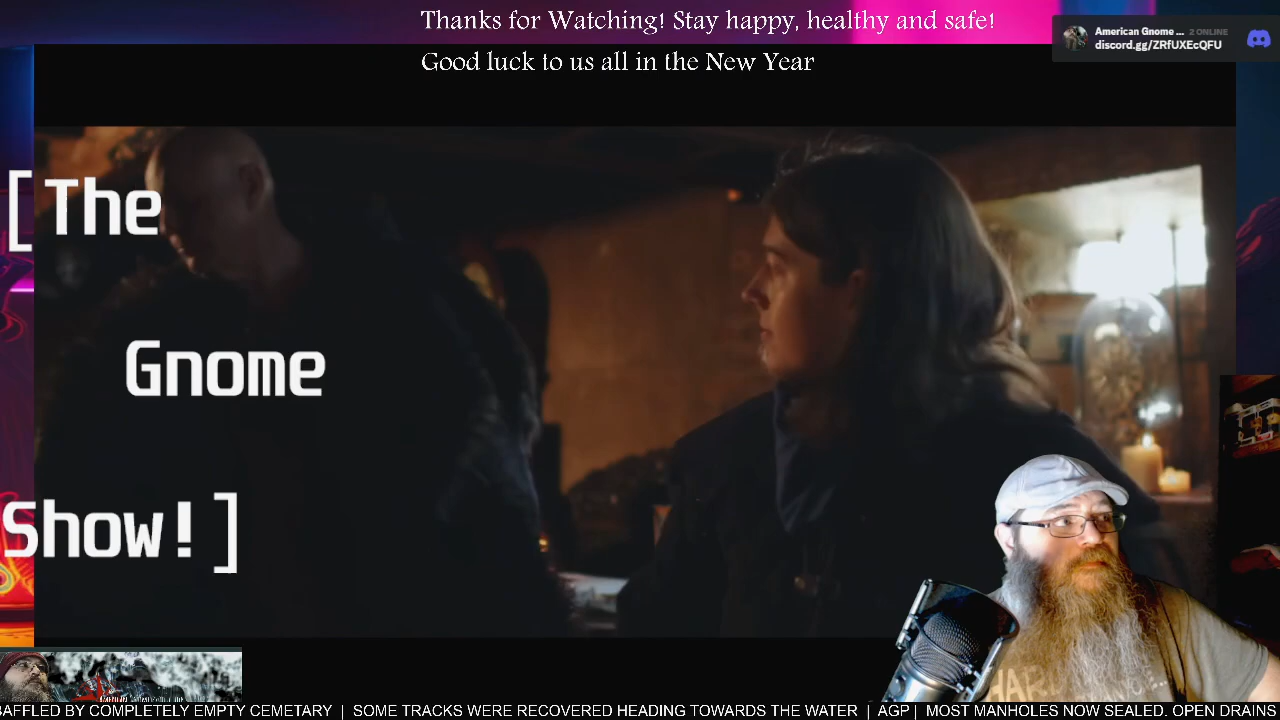 Thanks for Watching! Stay happy, healthy and safe!
Good luck to us all in the New Year
American Gnome ... 2 ONLINE
discord.gg/ZRfUXEcQFU
[The
Gnome
Show!]
BAFFLED BY COMPLETELY EMPTY CEMETARY | SOME TRACKS WERE RECOVERED HEADING TOWARDS THE WATER | AGP | MOST MANHOLES NOW SEALED. OPEN DRAINS